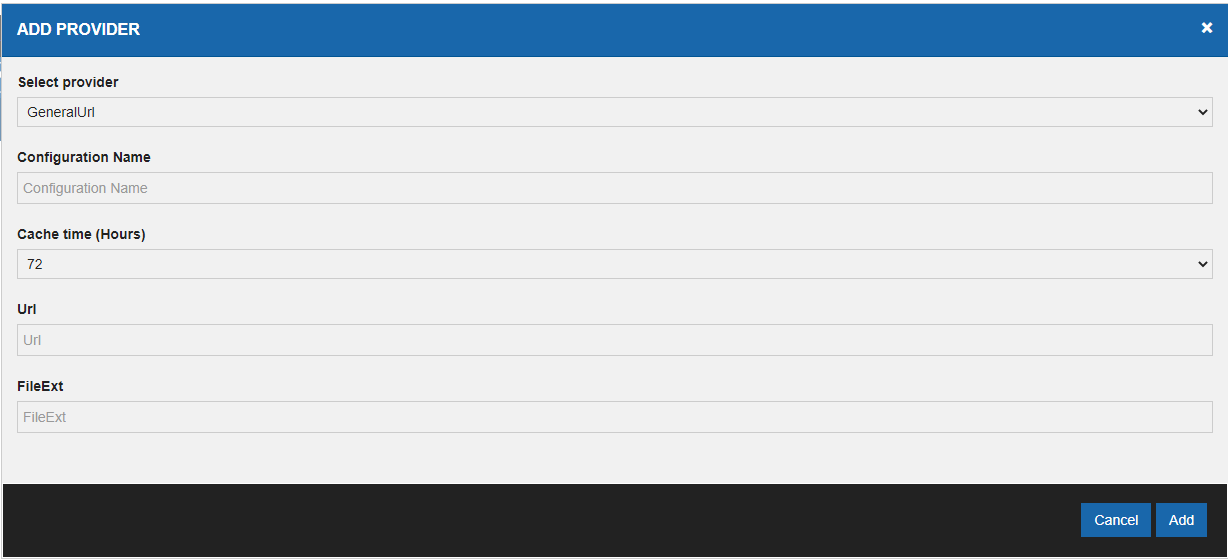 ADD PROVIDER
Select provider
GeneralUrl
Configuration Name
Configuration Name
Cache time (Hours)
72
Url
Url
FileExt
FileExt
Cancel Add